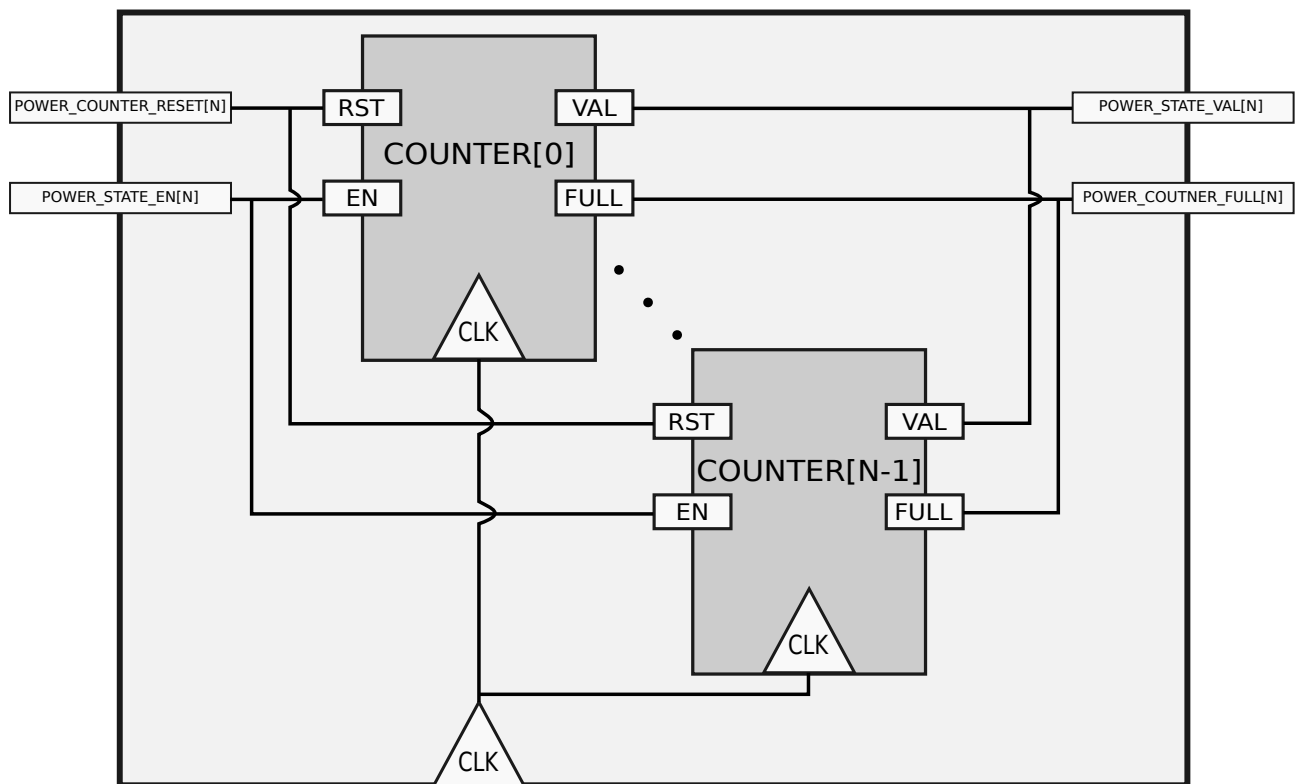 POWER_COUNTER_RESET[N]
RST
VAL
POWER_STATE_VAL[N]
COUNTER[0]
POWER_STATE_EN[N]
EN
FULL
POWER_COUTNER_FULL[N]
CLK
RST
VAL
COUNTER[N-1]
EN
FULL
CLK
CLK